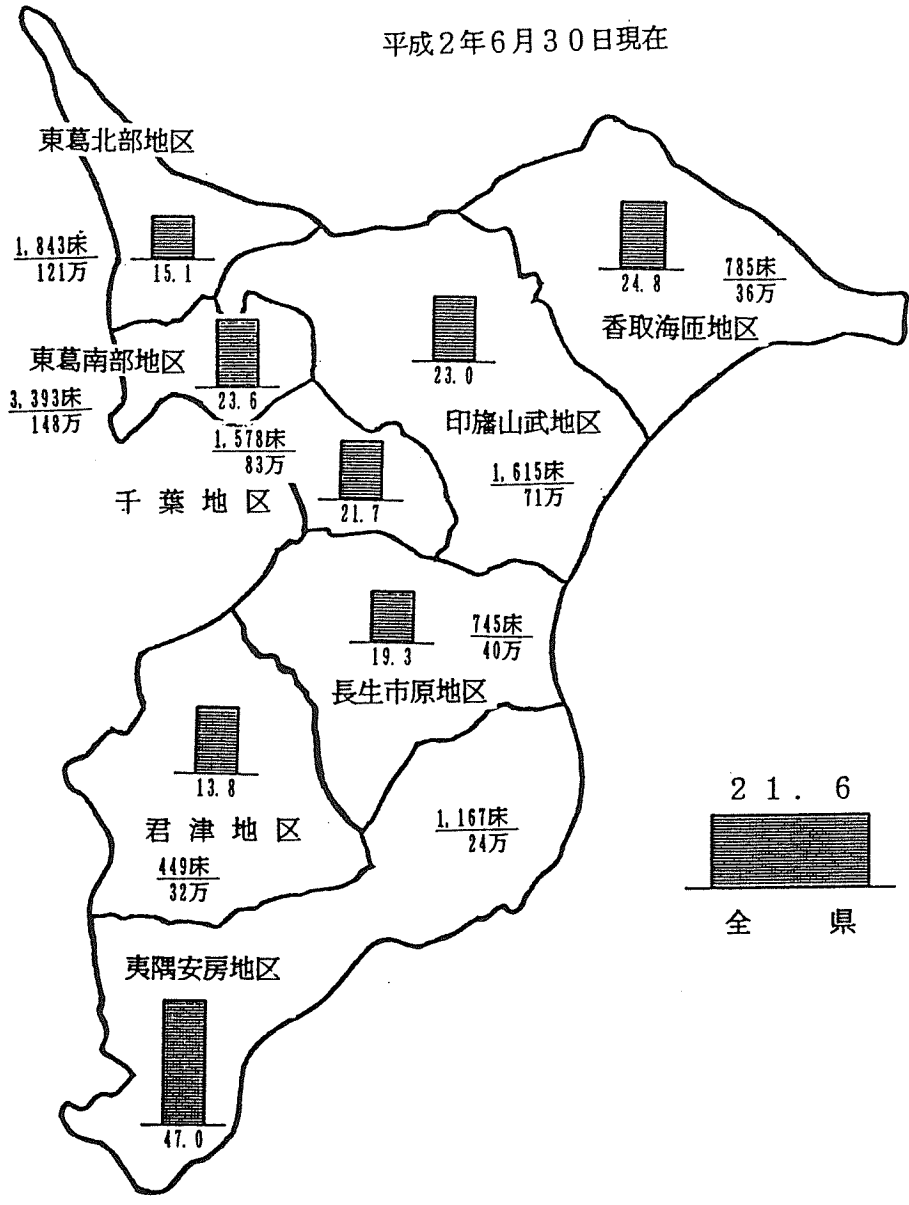 平成2年6月30日現在
東葛北部地区
1,843床
121万
15.1
24.8
785床
36万
香取海匝地区
東葛南部地区
23.6
3,393床
148万
23.0
印旛山武地区
1,615床
71万
1,578床
83万
千葉地区
21.7
19.3
745床
40万
長生市原地区
13.8
君津地区
449床
32万
1,167床
24万
21.6
全県
夷隅安房地区
47.0